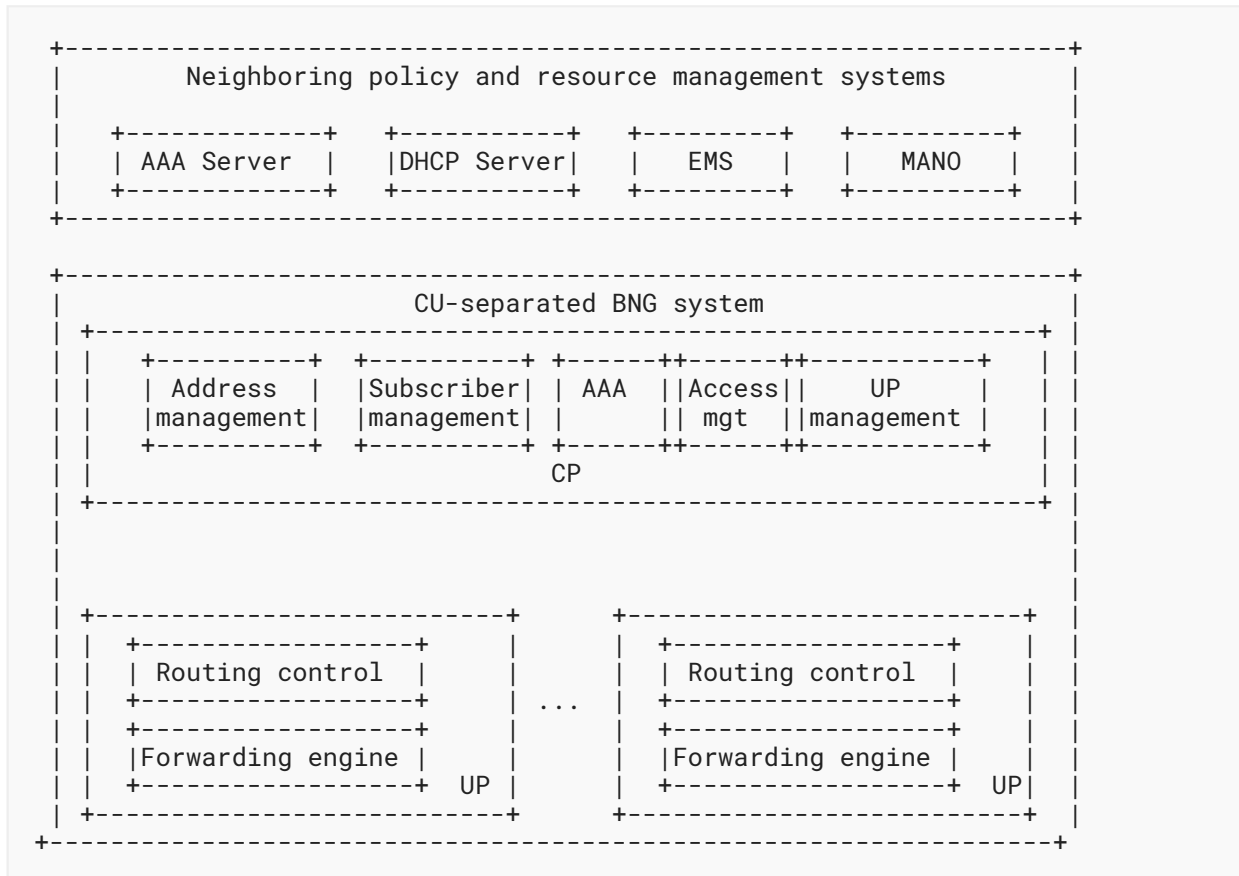 Neighboring policy and resource management systems
AAA Server DHCP Server EMS MANO
CU-separated BNG system
Address Subscriber AAA Access UP
management management mgt management
CP
Routing control Routing control
...
Forwarding engine Forwarding engine
UP UP